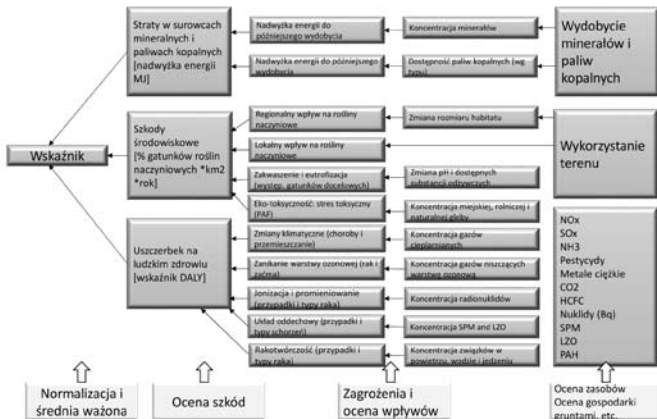 Straty w surowcach
mineralnych i
paliwach kopalnych
[nadwyżka energii
MJ]
Nadwyżka energii do
późniejszego wydobycia
Koncentracja minerałów
Wydobycie
minerałów i
paliw
kopalnych
Nadwyżka energii do późniejszego
wydobycia
Dostępność paliw kopalnych (wg
typu)
Wskaźnik
Szkody
środowiskowe
[% gatunków roślin
naczyniowych *km2
*rok]
Regionalny wpływ na rośliny
naczyniowe
Zmiana rozmiaru habitatu
Wykorzystanie
terenu
Lokalny wpływ na rośliny
naczyniowe
Zakwaszenie i eutrofizacja
(występ. gatunków docelowych)
Zmiana pH i dostępnych
substancji odżywczych
Eko-toksyczność: stres toksyczny
(PAF)
Koncentracja miejskiej, rolniczej i
naturalnej gleby
Uszczerbek na
ludzkim zdrowiu
[wskaźnik DALY]
Zmiany klimatyczne (choroby i
przemieszczanie)
Koncentracja gazów
cieplarnianych
Zanikanie warstwy ozonowej (rak i
zaćma)
Koncentracja gazów niszczących
warstwę ozonową
Jonizacja i promieniowanie
(przypadki i typy raka)
Koncentracja radionuklidów
Układ oddechowy (przypadki i
typy schorzeń)
Koncentracja SPM and LZO
Rakotwórczość (przypadki i
typy raka)
Koncentracja związków w
powietrzu, wodzie i jedzeniu
NOx
SOx
NH3
Pestycydy
Metale ciężkie
CO2
HCFC
Nuklidy (Bq)
SPM
LZO
PAH
Normalizacja i
średnia ważona
Ocena szkód
Zagrożenia i
ocena wpływów
Ocena zasobów
Ocena gospodarki
gruntami, etc.